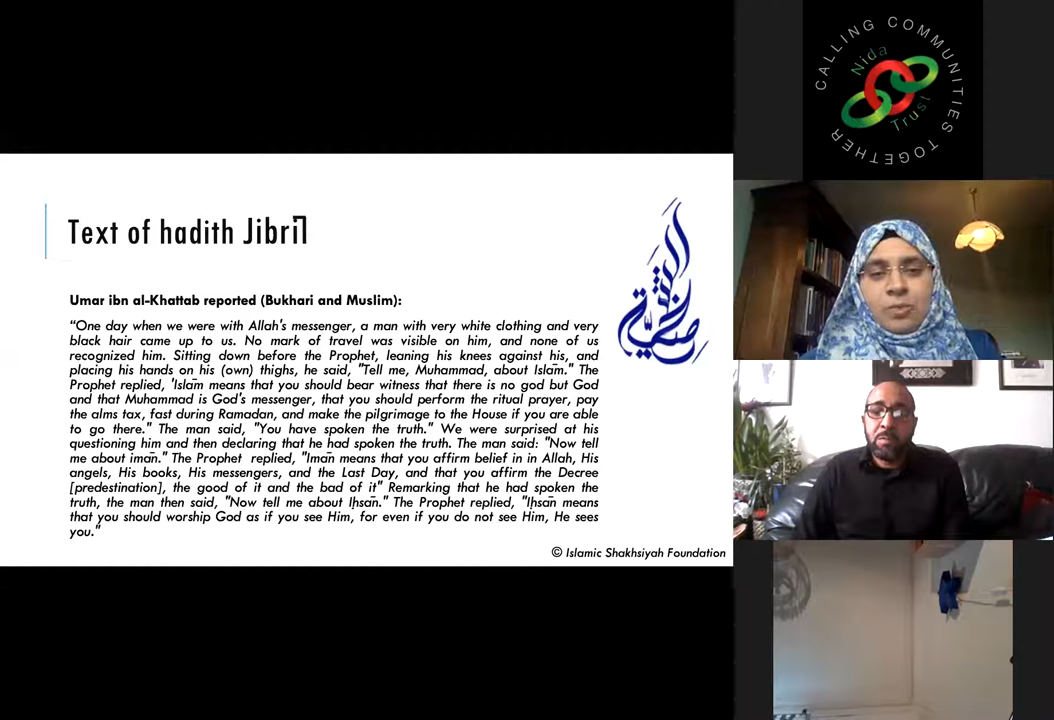 Text of hadith Jibrīl
Umar ibn al-Khattab reported (Bukhari and Muslim):
“One day when we were with Allah's messenger, a man with very white clothing and very
black hair came up to us. No mark of travel was visible on him, and none of us
recognized him. Sitting down before the Prophet, leaning his knees against his, and
placing his hands on his (own) thighs, he said, "Tell me, Muhammad, about Islām." The
Prophet replied, 'Islām means that you should bear witness that there is no god but God
and that Muhammad is God's messenger, that you should perform the ritual prayer, pay
the alms tax, fast during Ramadan, and make the pilgrimage to the House if you are able
to go there." The man said, "You have spoken the truth." We were surprised at his
questioning him and then declaring that he had spoken the truth. The man said: "Now tell
me about imān." The Prophet replied, "Imān means that you affirm belief in in Allah, His
angels, His books, His messengers, and the Last Day, and that you affirm the Decree
[predestination], the good of it and the bad of it" Remarking that he had spoken the
truth, the man then said, "Now tell me about Iḥsān." The Prophet replied, "Iḥsān means
that you should worship God as if you see Him, for even if you do not see Him, He sees
you."
© Islamic Shakhsiyah Foundation
CALLING COMMUNITIES TOGETHER
Nida
Trust